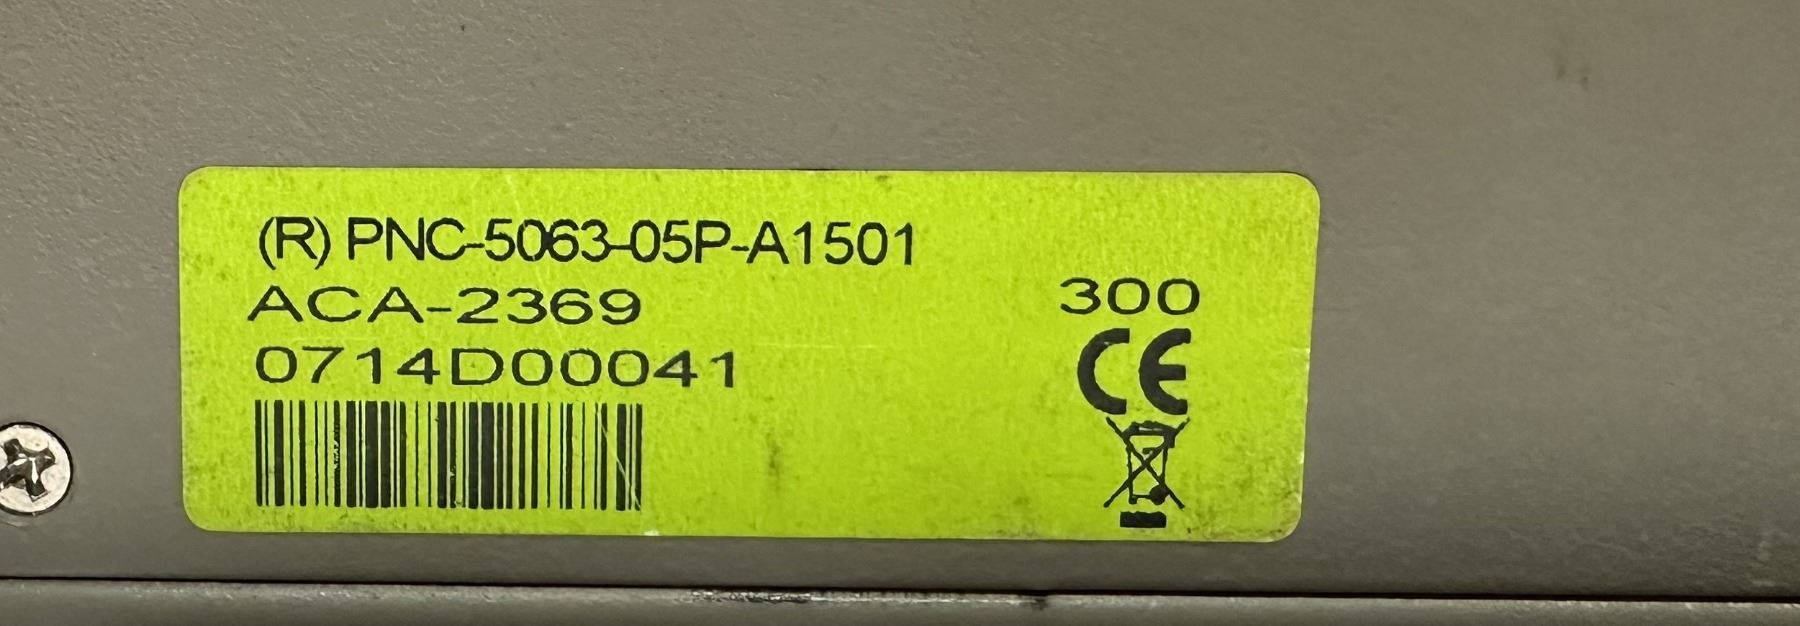 (R) PNC-5063-05P-A1501
ACA-2369
300
0714D00041
CE